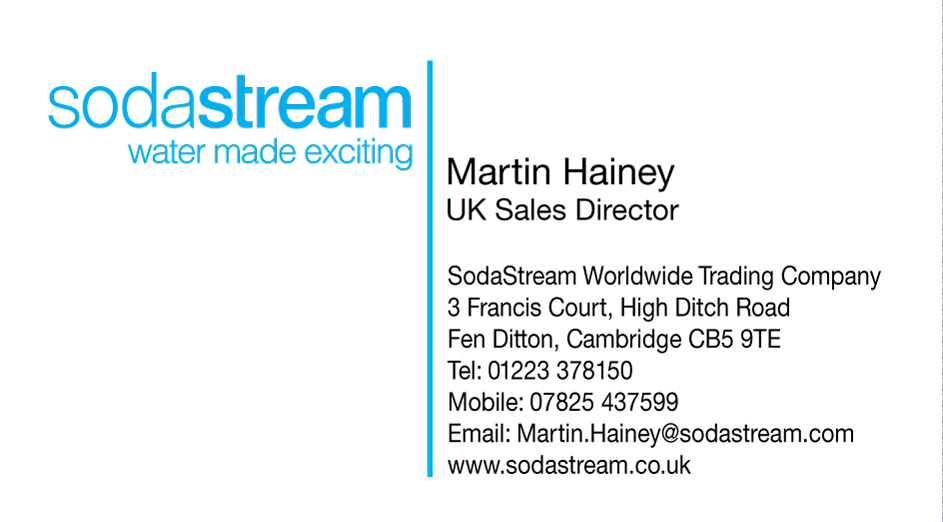 sodastream
water made exciting
Martin Hainey
UK Sales Director
SodaStream Worldwide Trading Company
3 Francis Court, High Ditch Road
Fen Ditton, Cambridge CB5 9TE
Tel: 01223 378150
Mobile: 07825 437599
Email: Martin.Hainey@sodastream.com
www.sodastream.co.uk